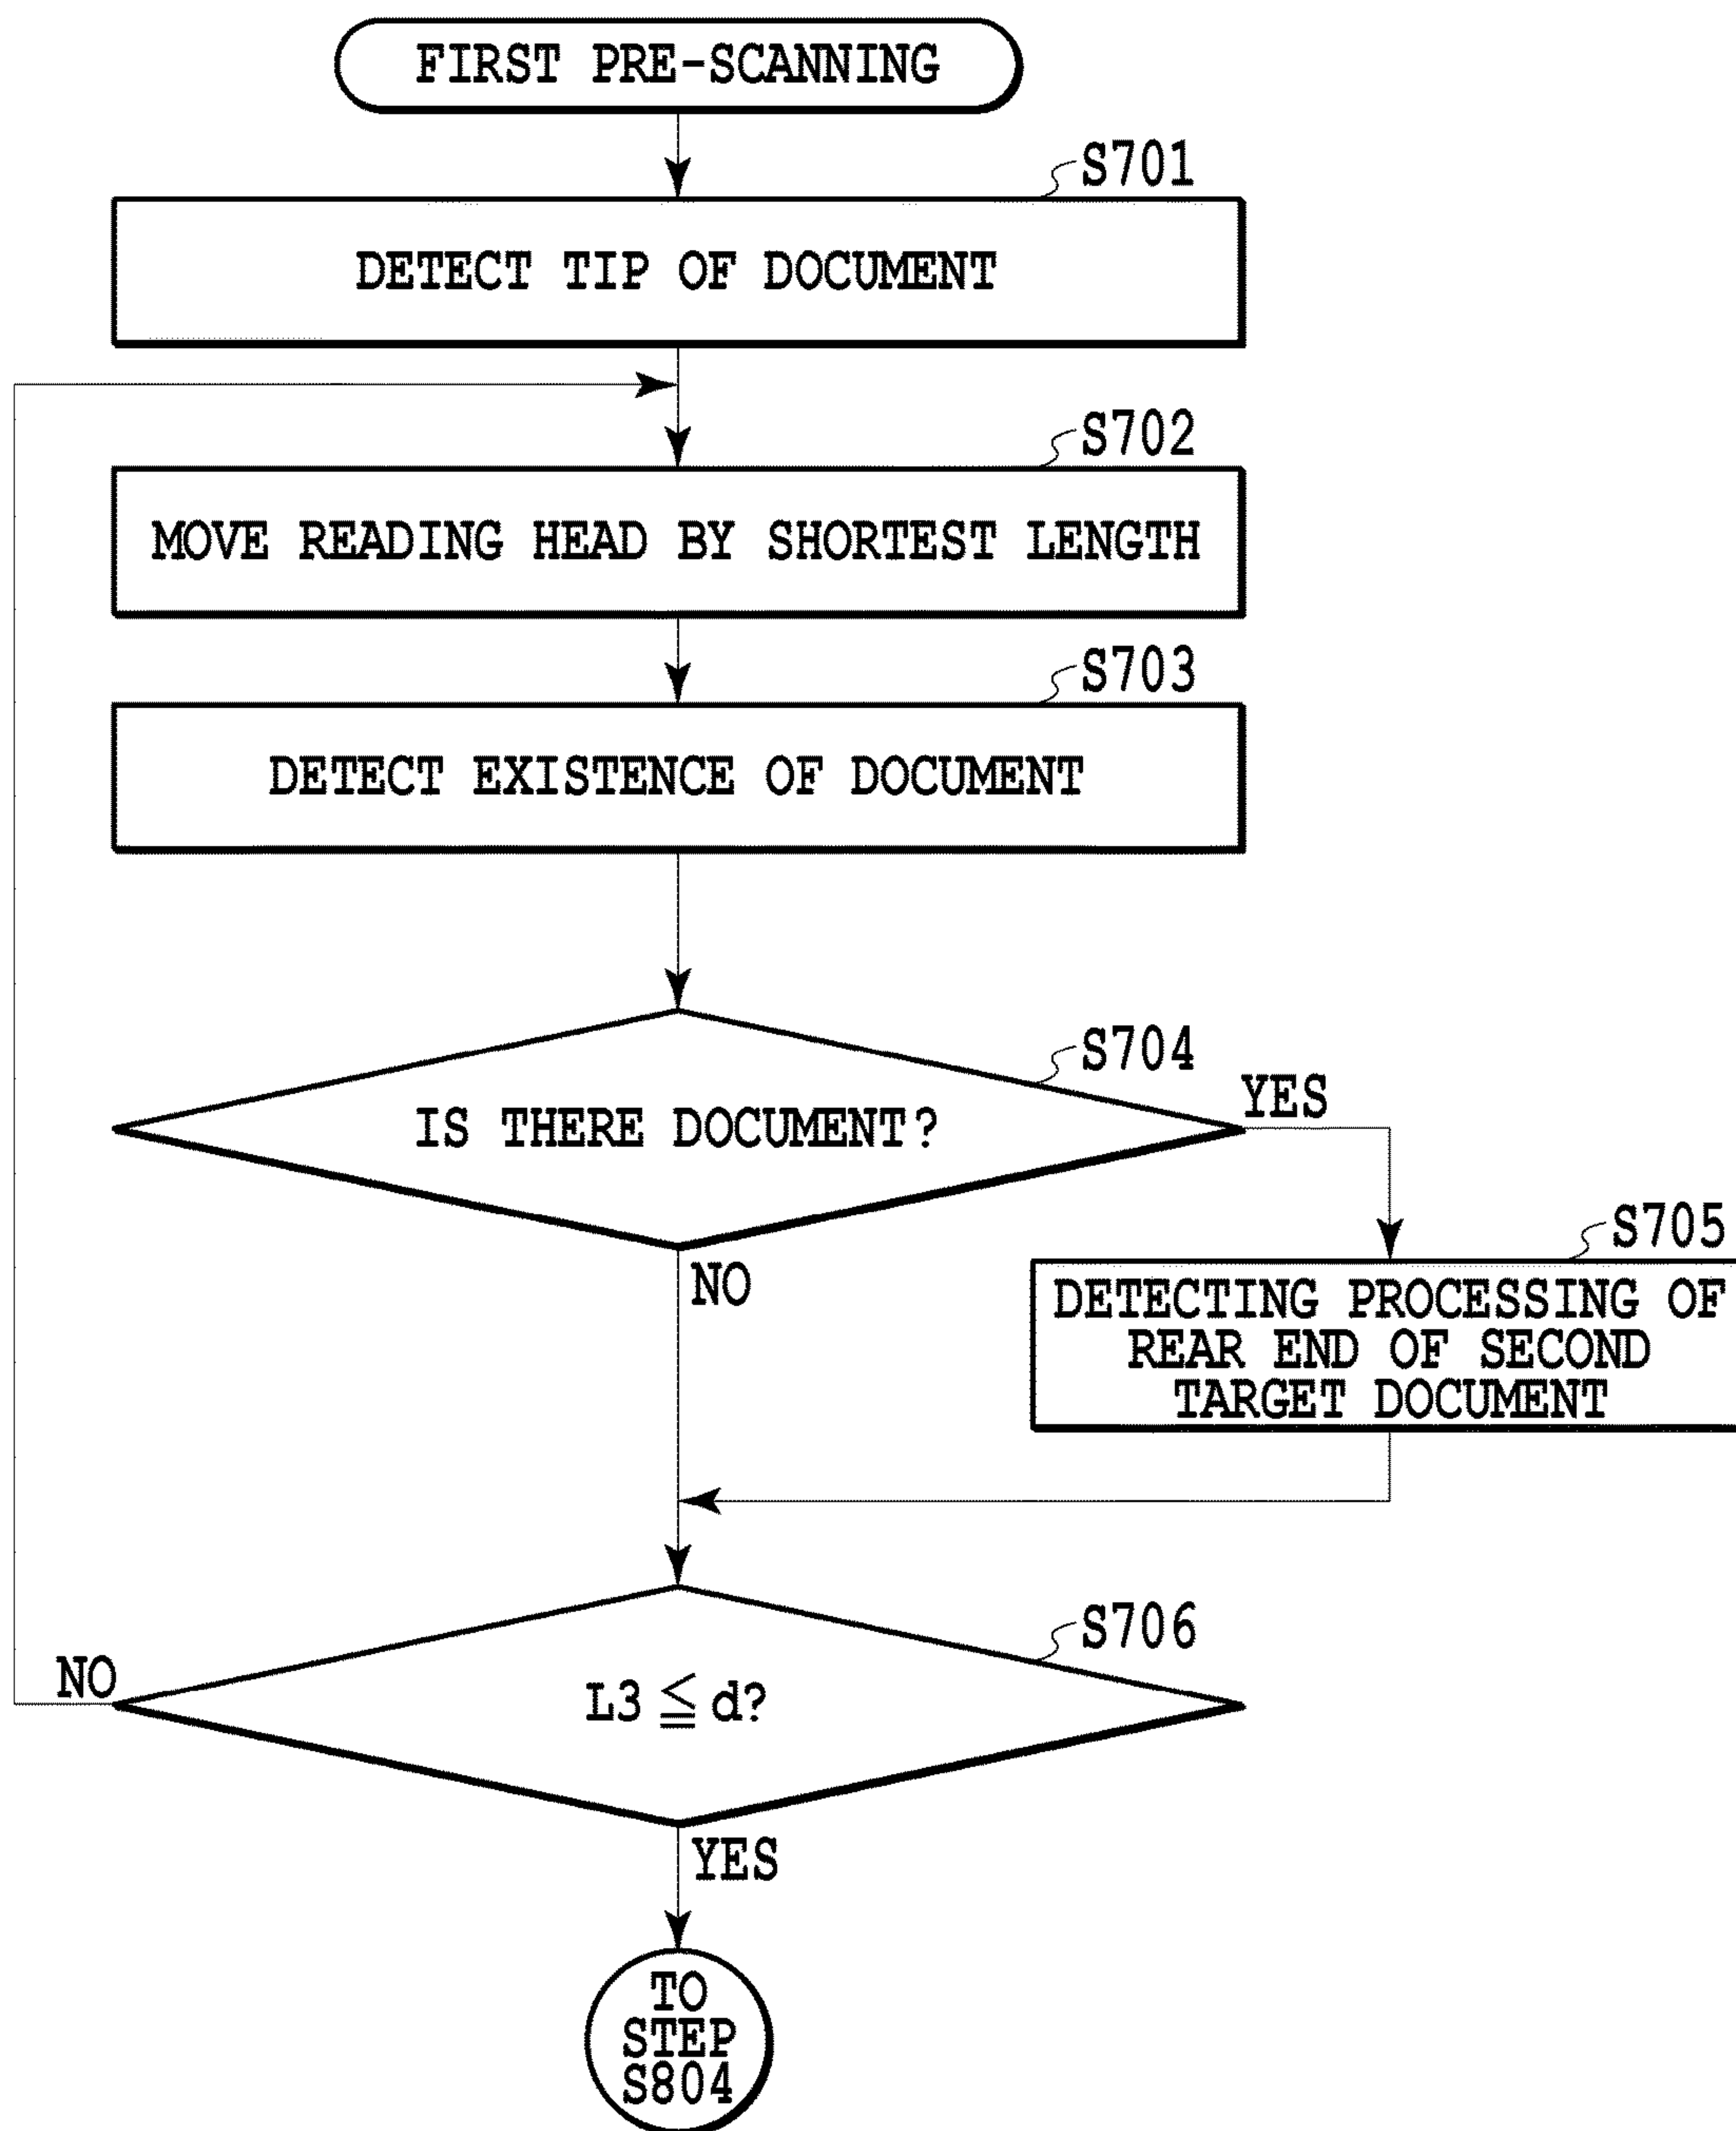 FIRST PRE-SCANNING
S701
DETECT TIP OF DOCUMENT
S702
MOVE READING HEAD BY SHORTEST LENGTH
S703
DETECT EXISTENCE OF DOCUMENT
S704
IS THERE DOCUMENT?
YES
NO
S705
DETECTING PROCESSING OF
REAR END OF SECOND
TARGET DOCUMENT
S706
L3 ≦ d?
NO
YES
TO
STEP
S804